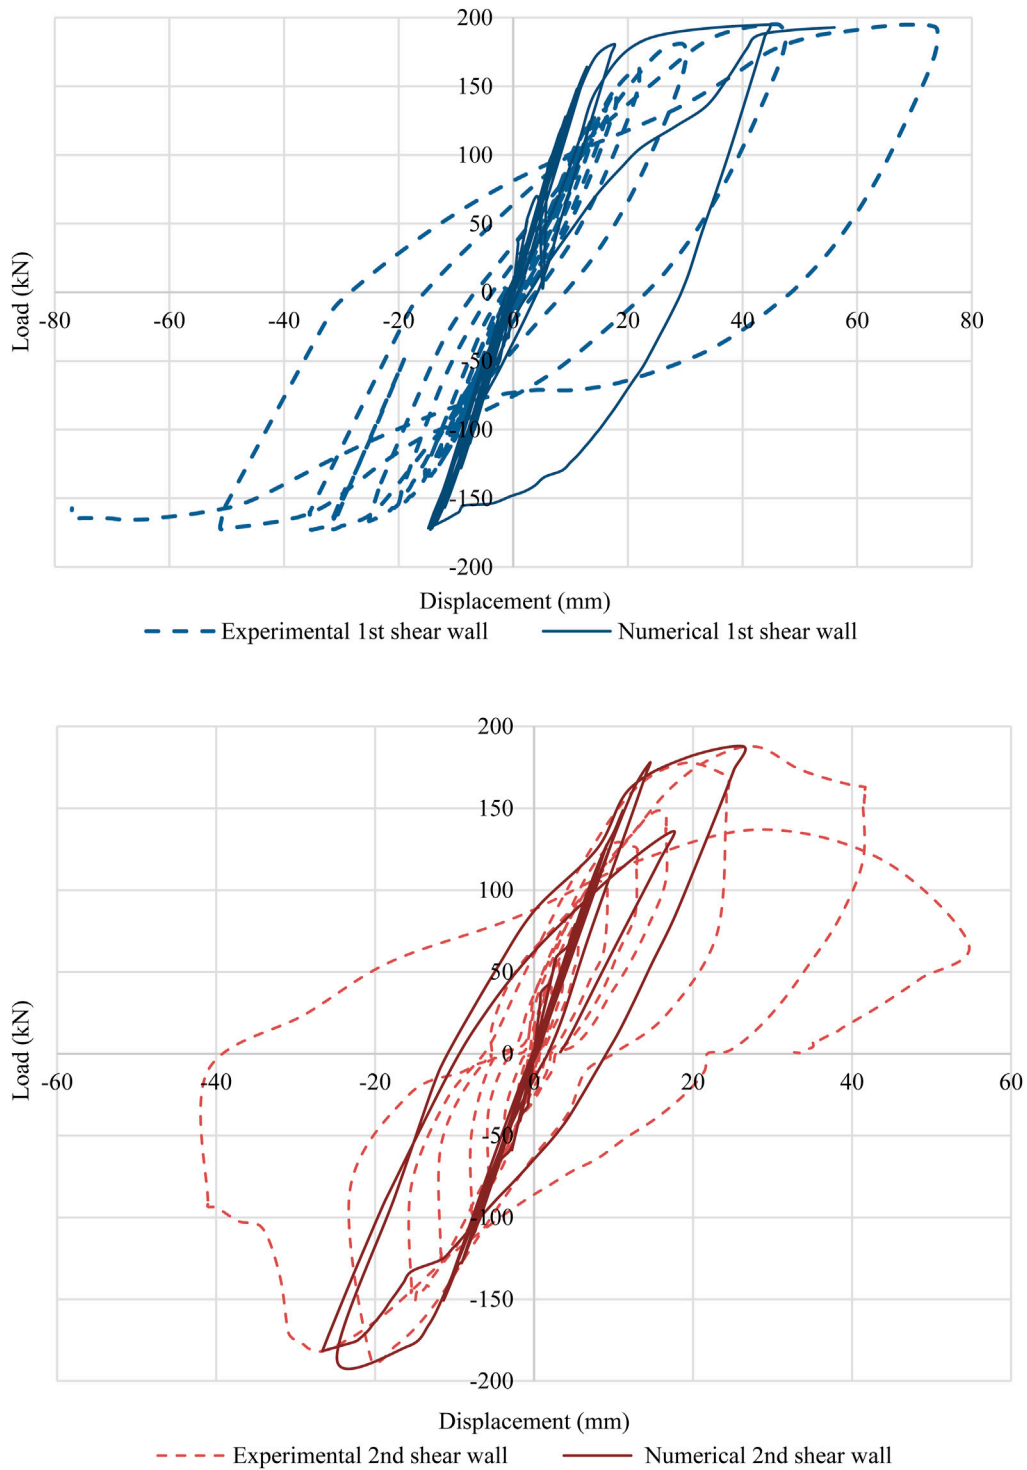 200
150
100
50
0
-80 -60 -40 -20 0 20 40 60 80
-50
-100
-150
-200
Load (kN)
Displacement (mm)
Experimental 1st shear wall Numerical 1st shear wall
200
150
100
50
0
-60 -40 -20 0 20 40 60
-50
-100
-150
-200
Load (kN)
Displacement (mm)
Experimental 2nd shear wall Numerical 2nd shear wall